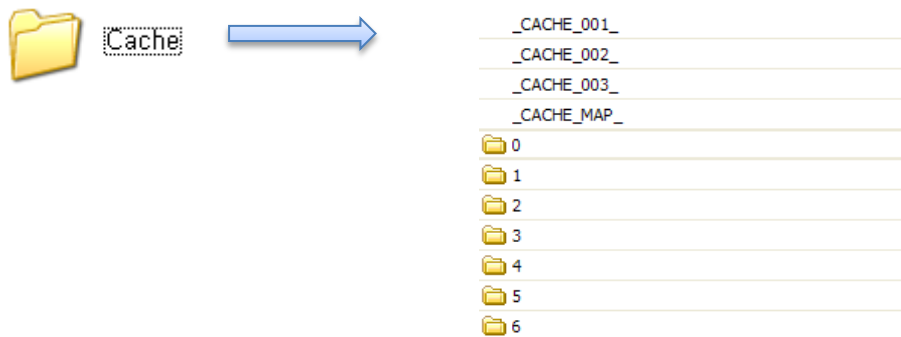 Cache
_CACHE_001_
_CACHE_002_
_CACHE_003_
_CACHE_MAP_
0
1
2
3
4
5
6